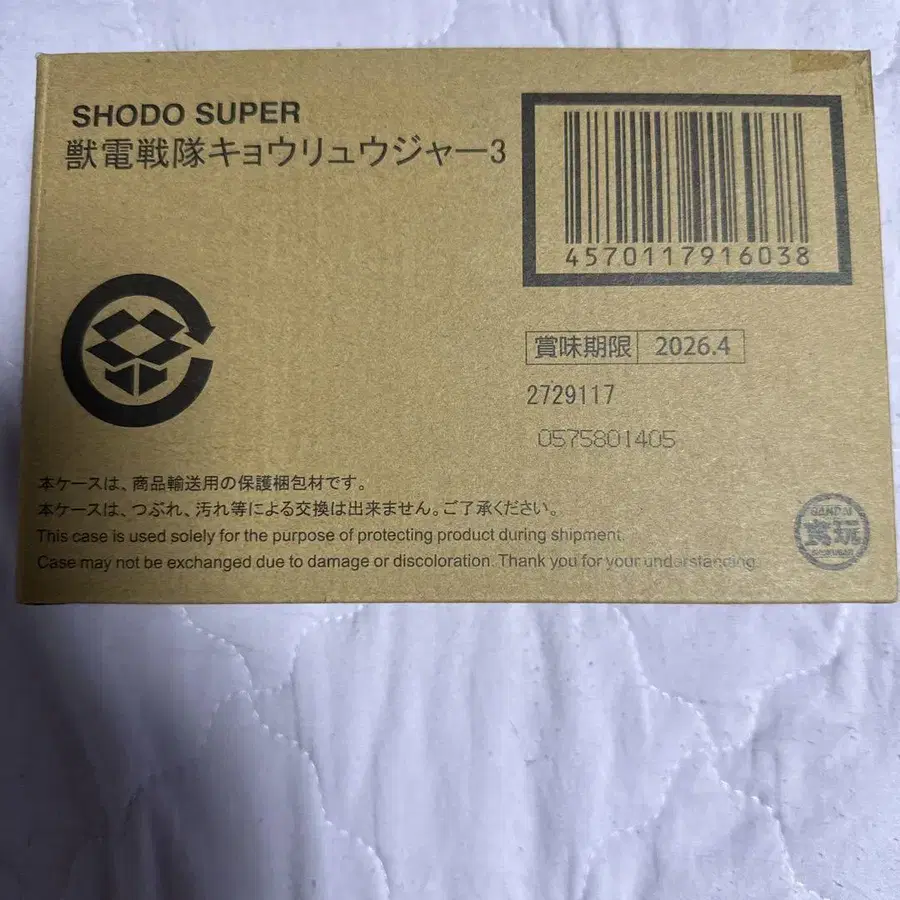 SHODO SUPER
獣電戦隊キョウリュウジャー3
4570117916038
賞味期限 2026.4
2729117
0575801405
本ケースは、商品輸送用の保護梱包材です。
本ケースは、つぶれ、汚れ等による交換は出来ません。ご了承ください。
This case is used solely for the purpose of protecting product during shipment.
Case may not be exchanged due to damage or discoloration. Thank you for your understanding.
BANDAI
食玩